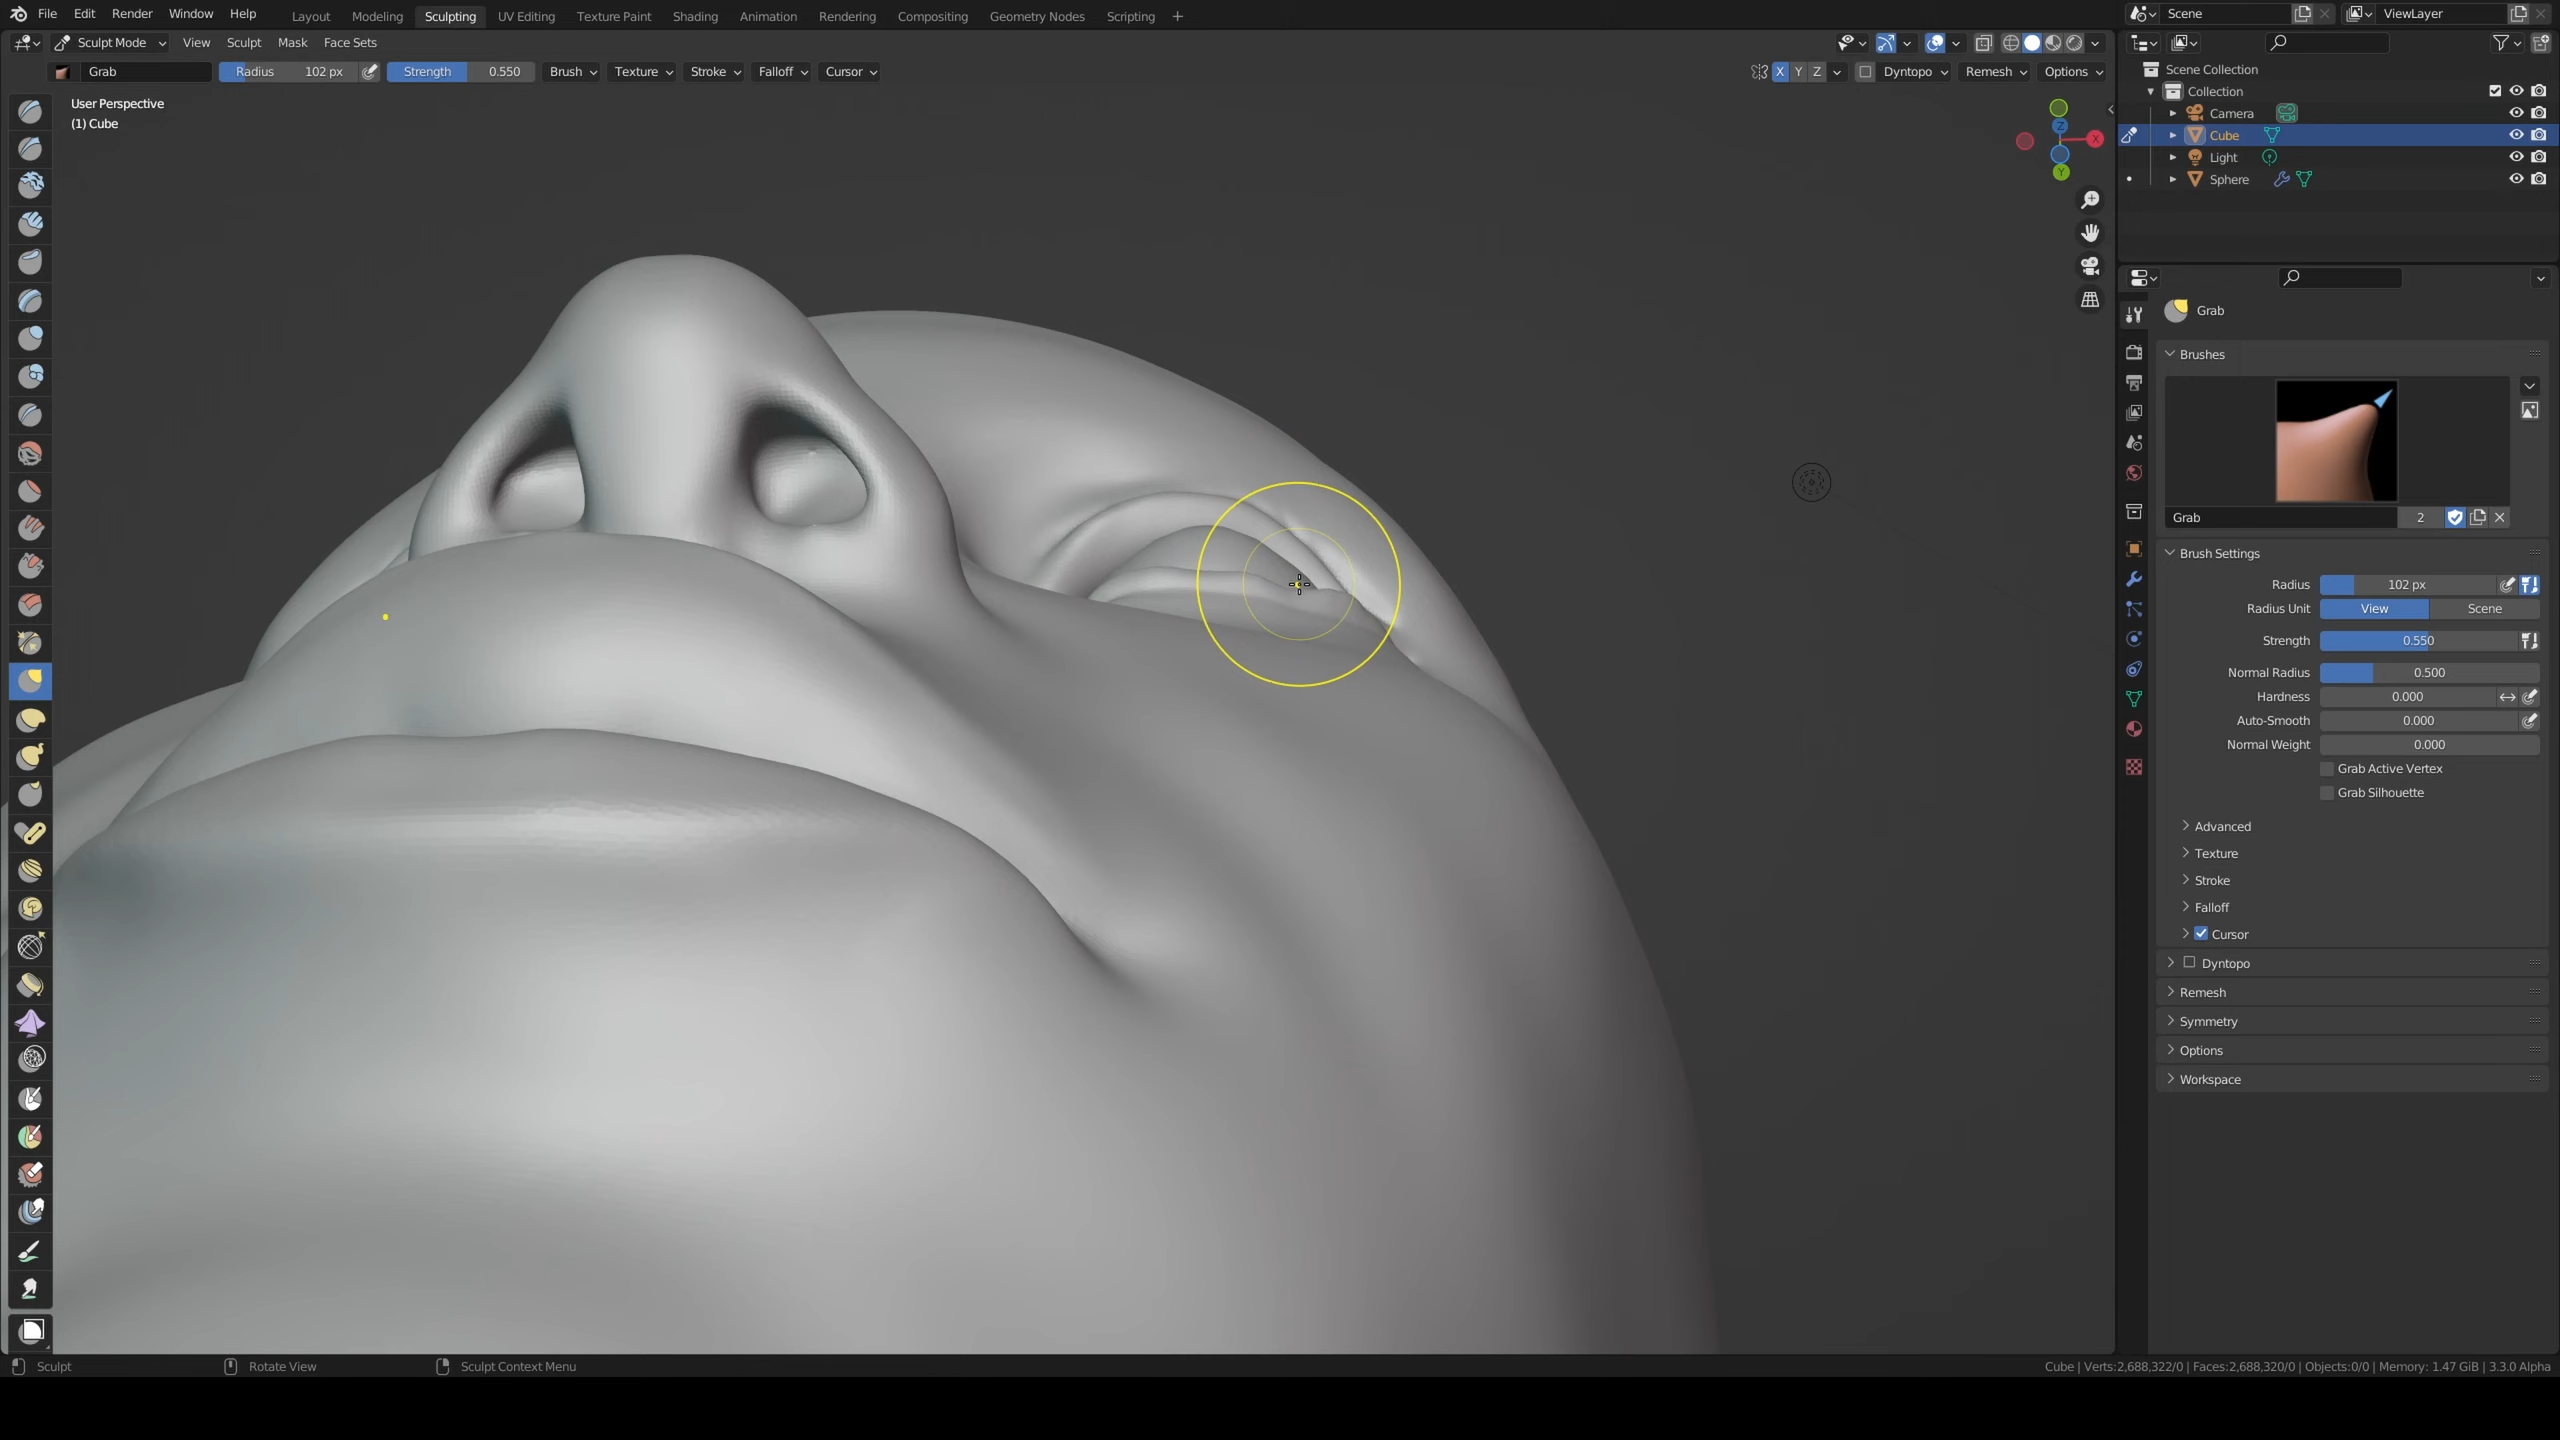 File Edit Render Window Help Layout Modeling Sculpting UV Editing Texture Paint Shading Animation Rendering Compositing Geometry Nodes Scripting + Scene ViewLayer
Sculpt Mode View Sculpt Mask Face Sets
Grab Radius 102 px Strength 0.550 Brush Texture Stroke Falloff Cursor X Y Z Dyntopo Remesh Options
User Perspective
(1) Cube
Z
X
Y
Scene Collection
Collection
Camera
Cube
Light
Sphere
Grab
Brushes
Grab 2
Brush Settings
Radius 102 px
Radius Unit View Scene
Strength 0.550
Normal Radius 0.500
Hardness 0.000
Auto-Smooth 0.000
Normal Weight 0.000
Grab Active Vertex
Grab Silhouette
Advanced
Texture
Stroke
Falloff
Cursor
Dyntopo
Remesh
Symmetry
Options
Workspace
Sculpt Rotate View Sculpt Context Menu Cube | Verts:2,688,322/0 | Faces:2,688,320/0 | Objects:0/0 | Memory: 1.47 GiB | 3.3.0 Alpha